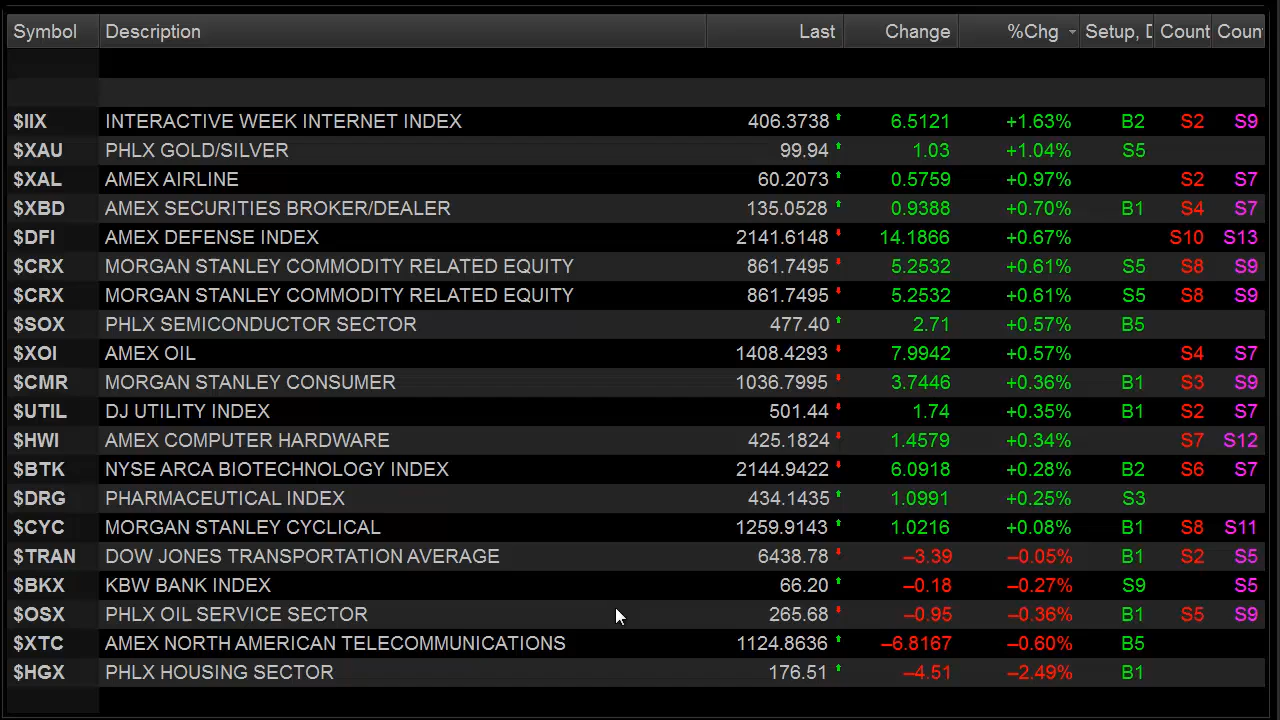 Symbol Description Last Change %Chg Setup, D Count Coun
$IIX INTERACTIVE WEEK INTERNET INDEX 406.3738 6.5121 +1.63% B2 S2 S9
$XAU PHLX GOLD/SILVER 99.94 1.03 +1.04% S5
$XAL AMEX AIRLINE 60.2073 0.5759 +0.97% S2 S7
$XBD AMEX SECURITIES BROKER/DEALER 135.0528 0.9388 +0.70% B1 S4 S7
$DFI AMEX DEFENSE INDEX 2141.6148 14.1866 +0.67% S10 S13
$CRX MORGAN STANLEY COMMODITY RELATED EQUITY 861.7495 5.2532 +0.61% S5 S8 S9
$CRX MORGAN STANLEY COMMODITY RELATED EQUITY 861.7495 5.2532 +0.61% S5 S8 S9
$SOX PHLX SEMICONDUCTOR SECTOR 477.40 2.71 +0.57% B5
$XOI AMEX OIL 1408.4293 7.9942 +0.57% S4 S7
$CMR MORGAN STANLEY CONSUMER 1036.7995 3.7446 +0.36% B1 S3 S9
$UTIL DJ UTILITY INDEX 501.44 1.74 +0.35% B1 S2 S7
$HWI AMEX COMPUTER HARDWARE 425.1824 1.4579 +0.34% S7 S12
$BTK NYSE ARCA BIOTECHNOLOGY INDEX 2144.9422 6.0918 +0.28% B2 S6 S7
$DRG PHARMACEUTICAL INDEX 434.1435 1.0991 +0.25% S3
$CYC MORGAN STANLEY CYCLICAL 1259.9143 1.0216 +0.08% B1 S8 S11
$TRAN DOW JONES TRANSPORTATION AVERAGE 6438.78 –3.39 –0.05% B1 S2 S5
$BKX KBW BANK INDEX 66.20 –0.18 –0.27% S9 S5
$OSX PHLX OIL SERVICE SECTOR 265.68 –0.95 –0.36% B1 S5 S9
$XTC AMEX NORTH AMERICAN TELECOMMUNICATIONS 1124.8636 –6.8167 –0.60% B5
$HGX PHLX HOUSING SECTOR 176.51 –4.51 –2.49% B1